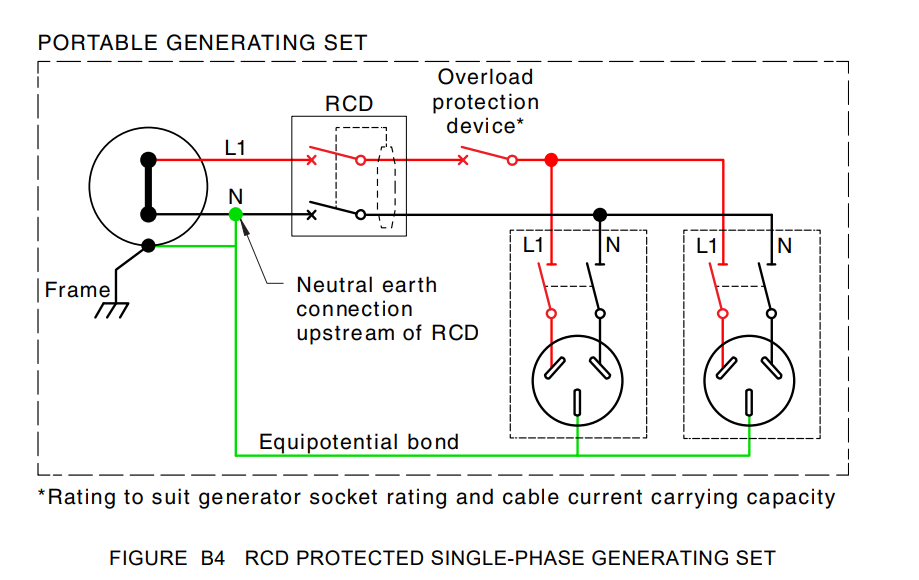 PORTABLE GENERATING SET
Overload
protection
device*
RCD
L1
N
L1
N
L1
N
Frame
Neutral earth
connection
upstream of RCD
Equipotential bond
*Rating to suit generator socket rating and cable current carrying capacity
FIGURE B4 RCD PROTECTED SINGLE-PHASE GENERATING SET